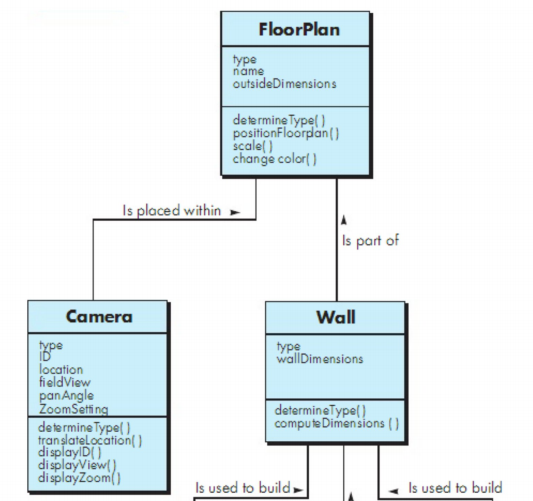 FloorPlan
type
name
outsideDimensions
determineType( )
positionFloorplan( )
scale( )
change color( )
Is placed within
Is part of
Camera
type
ID
location
fieldView
panAngle
ZoomSetting
determineType( )
translateLocation( )
displayID( )
displayView( )
displayZoom( )
Wall
type
wallDimensions
determineType( )
computeDimensions ( )
Is used to build
Is used to build